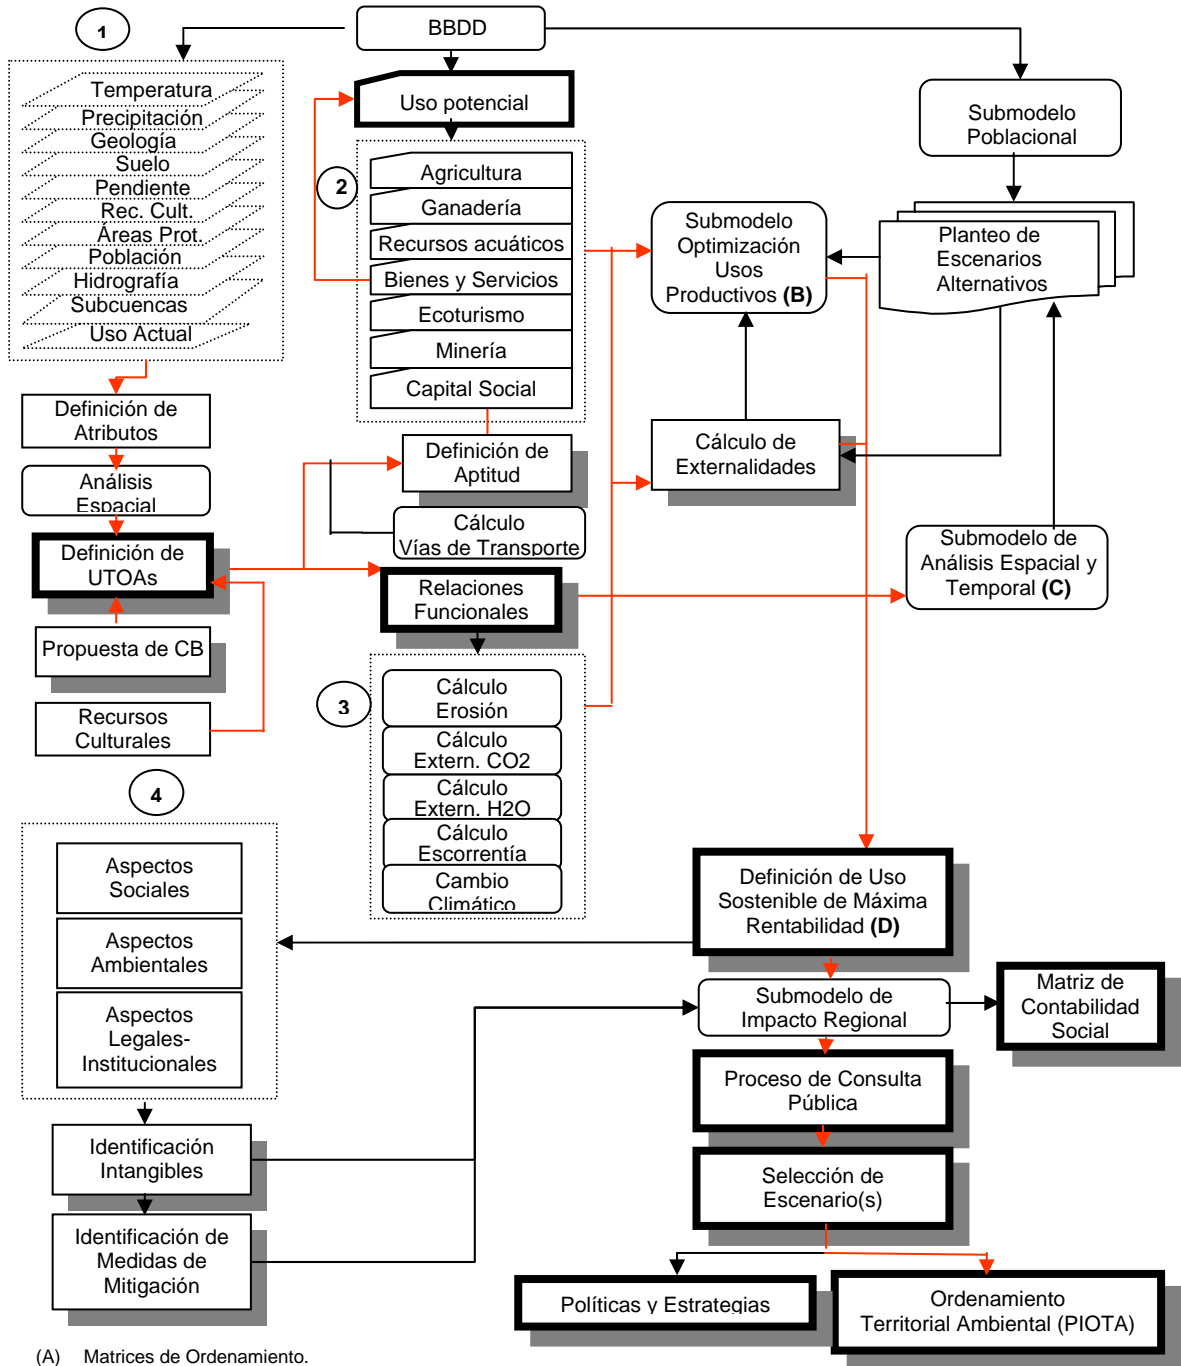 1
BBDD
Temperatura
Precipitación
Geología
Suelo
Pendiente
Rec. Cult.
Áreas Prot.
Población
Hidrografía
Subcuencas
Uso Actual
Uso potencial
Submodelo
Poblacional
2
Agricultura
Ganadería
Recursos acuáticos
Bienes y Servicios
Ecoturismo
Minería
Capital Social
Submodelo
Optimización
Usos
Productivos (B)
Planteo de
Escenarios
Alternativos
Definición de
Atributos
Análisis
Espacial
Definición de
UTOAs
Propuesta de CB
Recursos
Culturales
Definición de
Aptitud
Cálculo
Vías de Transporte
Relaciones
Funcionales
Cálculo de
Externalidades
Submodelo de
Análisis Espacial y
Temporal (C)
3
Cálculo
Erosión
Cálculo
Extern. CO2
Cálculo
Extern. H2O
Cálculo
Escorrentía
Cambio
Climático
4
Aspectos
Sociales
Aspectos
Ambientales
Aspectos
Legales-
Institucionales
Identificación
Intangibles
Identificación de
Medidas de
Mitigación
Definición de Uso
Sostenible de Máxima
Rentabilidad (D)
Submodelo de
Impacto Regional
Matriz de
Contabilidad
Social
Proceso de Consulta
Pública
Selección de
Escenario(s)
Políticas y Estrategias
Ordenamiento
Territorial Ambiental (PIOTA)
(A) Matrices de Ordenamiento.